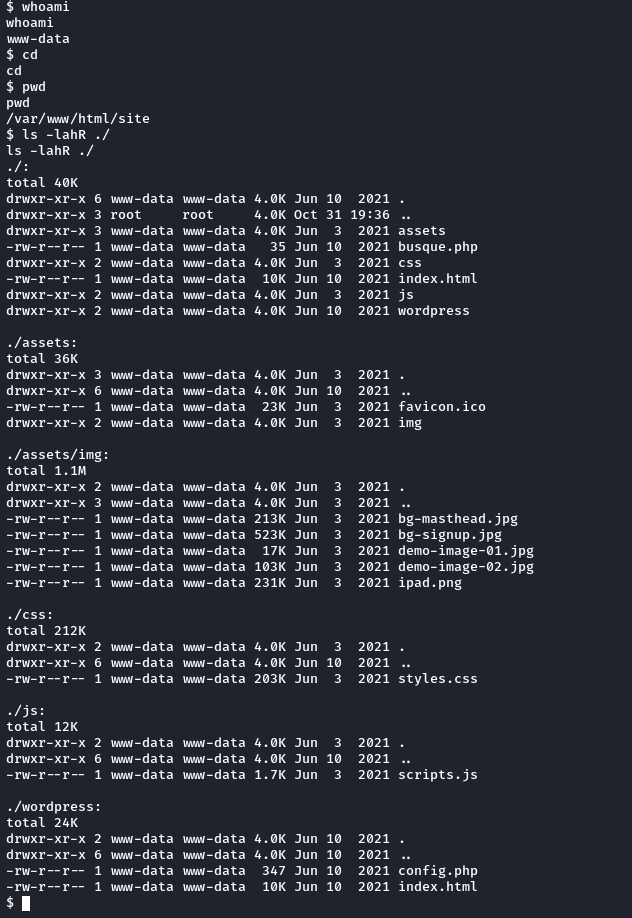 $ whoami
whoami
www-data
$ cd
cd
$ pwd
pwd
/var/www/html/site
$ ls -lahR ./
ls -lahR ./
./:
total 40K
drwxr-xr-x 6 www-data www-data 4.0K Jun 10  2021 .
drwxr-xr-x 3 root     root     4.0K Oct 31 19:36 ..
drwxr-xr-x 3 www-data www-data 4.0K Jun  3  2021 assets
-rw-r--r-- 1 www-data www-data   35 Jun 10  2021 busque.php
drwxr-xr-x 2 www-data www-data 4.0K Jun  3  2021 css
-rw-r--r-- 1 www-data www-data  10K Jun 10  2021 index.html
drwxr-xr-x 2 www-data www-data 4.0K Jun  3  2021 js
drwxr-xr-x 2 www-data www-data 4.0K Jun 10  2021 wordpress

./assets:
total 36K
drwxr-xr-x 3 www-data www-data 4.0K Jun  3  2021 .
drwxr-xr-x 6 www-data www-data 4.0K Jun 10  2021 ..
-rw-r--r-- 1 www-data www-data  23K Jun  3  2021 favicon.ico
drwxr-xr-x 2 www-data www-data 4.0K Jun  3  2021 img

./assets/img:
total 1.1M
drwxr-xr-x 2 www-data www-data 4.0K Jun  3  2021 .
drwxr-xr-x 3 www-data www-data 4.0K Jun  3  2021 ..
-rw-r--r-- 1 www-data www-data 213K Jun  3  2021 bg-masthead.jpg
-rw-r--r-- 1 www-data www-data 523K Jun  3  2021 bg-signup.jpg
-rw-r--r-- 1 www-data www-data  17K Jun  3  2021 demo-image-01.jpg
-rw-r--r-- 1 www-data www-data 103K Jun  3  2021 demo-image-02.jpg
-rw-r--r-- 1 www-data www-data 231K Jun  3  2021 ipad.png

./css:
total 212K
drwxr-xr-x 2 www-data www-data 4.0K Jun  3  2021 .
drwxr-xr-x 6 www-data www-data 4.0K Jun 10  2021 ..
-rw-r--r-- 1 www-data www-data 203K Jun  3  2021 styles.css

./js:
total 12K
drwxr-xr-x 2 www-data www-data 4.0K Jun  3  2021 .
drwxr-xr-x 6 www-data www-data 4.0K Jun 10  2021 ..
-rw-r--r-- 1 www-data www-data 1.7K Jun  3  2021 scripts.js

./wordpress:
total 24K
drwxr-xr-x 2 www-data www-data 4.0K Jun 10  2021 .
drwxr-xr-x 6 www-data www-data 4.0K Jun 10  2021 ..
-rw-r--r-- 1 www-data www-data  347 Jun 10  2021 config.php
-rw-r--r-- 1 www-data www-data  10K Jun 10  2021 index.html
$